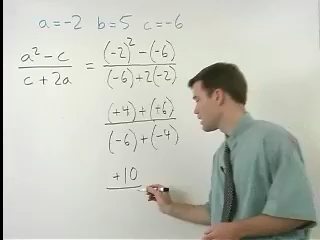 a=-2 b=5 c=-6
(a²-c)/(c+2a) = ((-2)²-(-6))/((-6)+2(-2))
((+4)+(+6))/((-6)+(-4))
+10